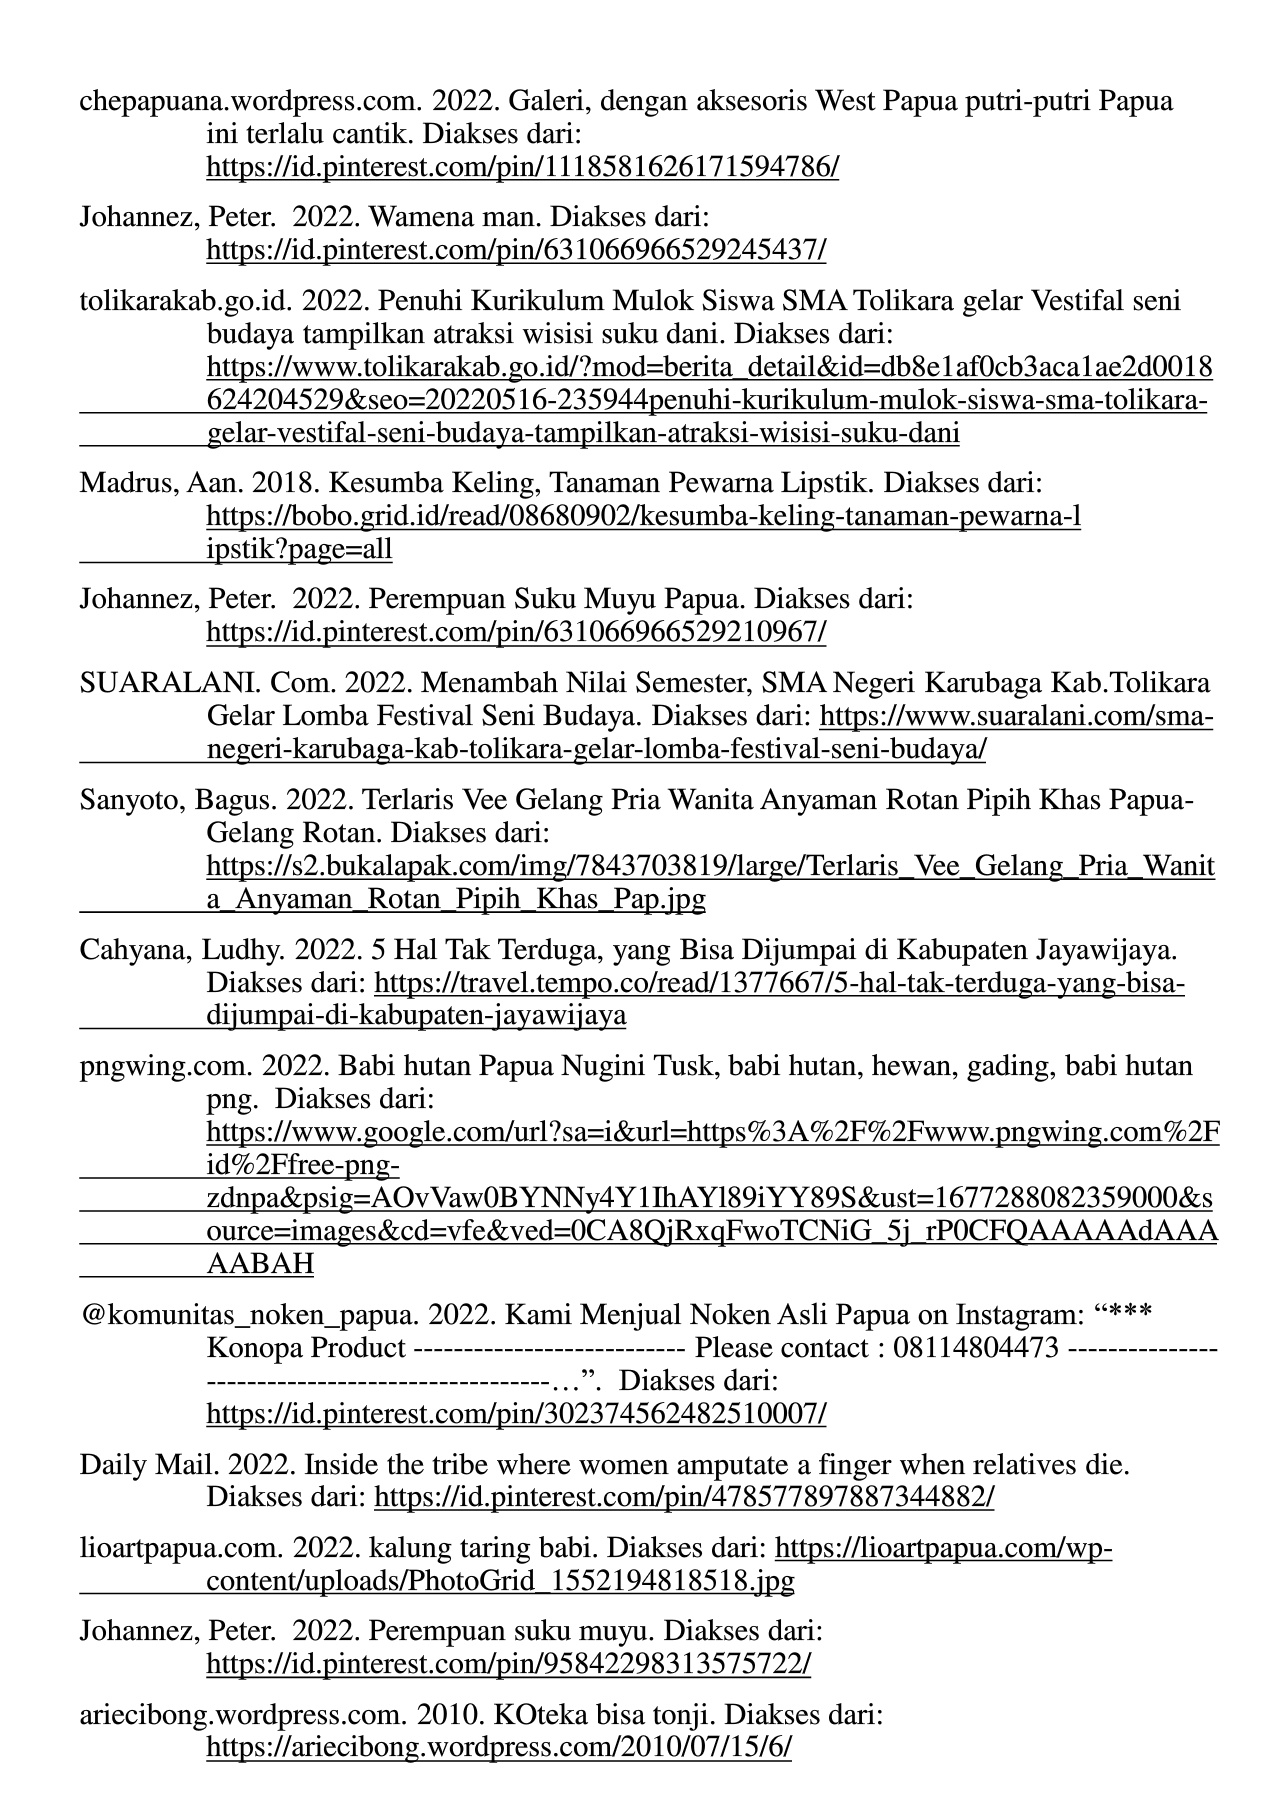 chepapuana.wordpress.com. 2022. Galeri, dengan aksesoris West Papua putri-putri Papua
ini terlalu cantik. Diakses dari:
https://id.pinterest.com/pin/1118581626171594786/
Johannez, Peter.  2022. Wamena man. Diakses dari:
https://id.pinterest.com/pin/631066966529245437/
tolikarakab.go.id. 2022. Penuhi Kurikulum Mulok Siswa SMA Tolikara gelar Vestifal seni
budaya tampilkan atraksi wisisi suku dani. Diakses dari:
https://www.tolikarakab.go.id/?mod=berita_detail&id=db8e1af0cb3aca1ae2d0018
624204529&seo=20220516-235944penuhi-kurikulum-mulok-siswa-sma-tolikara-
gelar-vestifal-seni-budaya-tampilkan-atraksi-wisisi-suku-dani
Madrus, Aan. 2018. Kesumba Keling, Tanaman Pewarna Lipstik. Diakses dari:
https://bobo.grid.id/read/08680902/kesumba-keling-tanaman-pewarna-l
ipstik?page=all
Johannez, Peter.  2022. Perempuan Suku Muyu Papua. Diakses dari:
https://id.pinterest.com/pin/631066966529210967/
SUARALANI. Com. 2022. Menambah Nilai Semester, SMA Negeri Karubaga Kab.Tolikara
Gelar Lomba Festival Seni Budaya. Diakses dari: https://www.suaralani.com/sma-
negeri-karubaga-kab-tolikara-gelar-lomba-festival-seni-budaya/
Sanyoto, Bagus. 2022. Terlaris Vee Gelang Pria Wanita Anyaman Rotan Pipih Khas Papua-
Gelang Rotan. Diakses dari:
https://s2.bukalapak.com/img/7843703819/large/Terlaris_Vee_Gelang_Pria_Wanit
a_Anyaman_Rotan_Pipih_Khas_Pap.jpg
Cahyana, Ludhy. 2022. 5 Hal Tak Terduga, yang Bisa Dijumpai di Kabupaten Jayawijaya.
Diakses dari: https://travel.tempo.co/read/1377667/5-hal-tak-terduga-yang-bisa-
dijumpai-di-kabupaten-jayawijaya
pngwing.com. 2022. Babi hutan Papua Nugini Tusk, babi hutan, hewan, gading, babi hutan
png.  Diakses dari:
https://www.google.com/url?sa=i&url=https%3A%2F%2Fwww.pngwing.com%2F
id%2Ffree-png-
zdnpa&psig=AOvVaw0BYNNy4Y1IhAYl89iYY89S&ust=1677288082359000&s
ource=images&cd=vfe&ved=0CA8QjRxqFwoTCNiG_5j_rP0CFQAAAAAdAAA
AABAH
@komunitas_noken_papua. 2022. Kami Menjual Noken Asli Papua on Instagram: “***
Konopa Product --------------------------- Please contact : 08114804473 ---------------
----------------------------------…”.  Diakses dari:
https://id.pinterest.com/pin/302374562482510007/
Daily Mail. 2022. Inside the tribe where women amputate a finger when relatives die.
Diakses dari: https://id.pinterest.com/pin/478577897887344882/
lioartpapua.com. 2022. kalung taring babi. Diakses dari: https://lioartpapua.com/wp-
content/uploads/PhotoGrid_1552194818518.jpg
Johannez, Peter.  2022. Perempuan suku muyu. Diakses dari:
https://id.pinterest.com/pin/95842298313575722/
ariecibong.wordpress.com. 2010. KOteka bisa tonji. Diakses dari:
https://ariecibong.wordpress.com/2010/07/15/6/